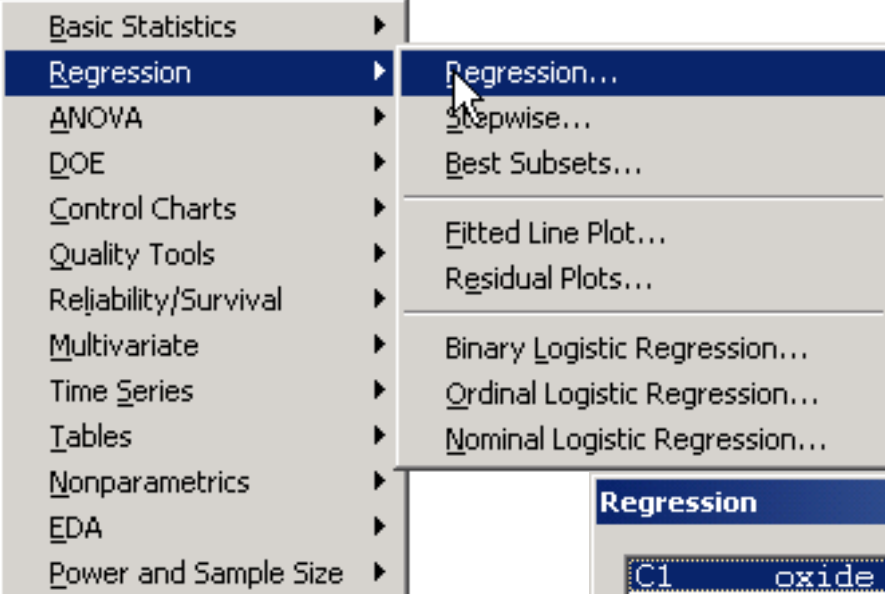 Basic Statistics
Regression
ANOVA
DOE
Control Charts
Quality Tools
Reliability/Survival
Multivariate
Time Series
Tables
Nonparametrics
EDA
Power and Sample Size
Regression...
Stepwise...
Best Subsets...
Fitted Line Plot...
Residual Plots...
Binary Logistic Regression...
Ordinal Logistic Regression...
Nominal Logistic Regression...
Regression
C1 oxide